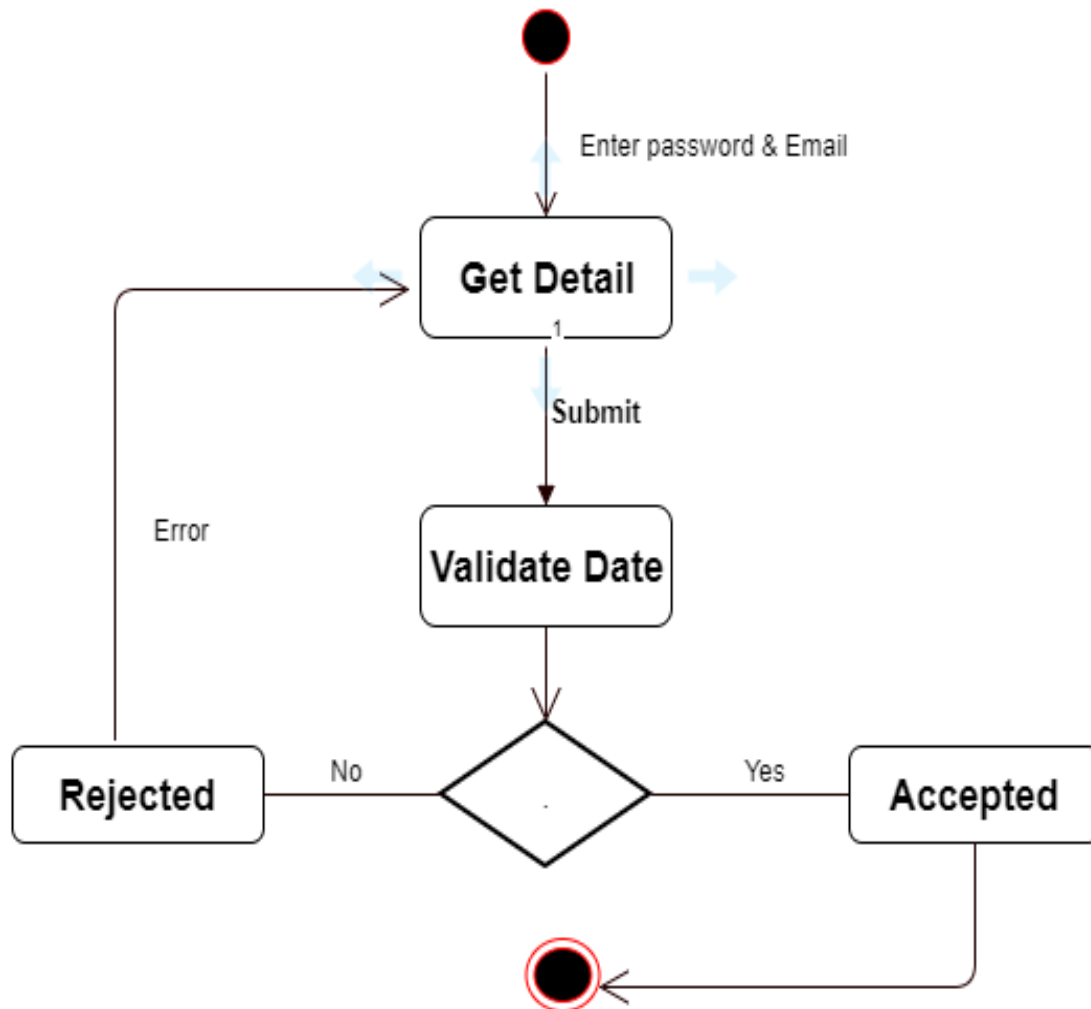 Enter password & Email
Get Detail
1
Submit
Error
Validate Date
Rejected
No
.
Yes
Accepted